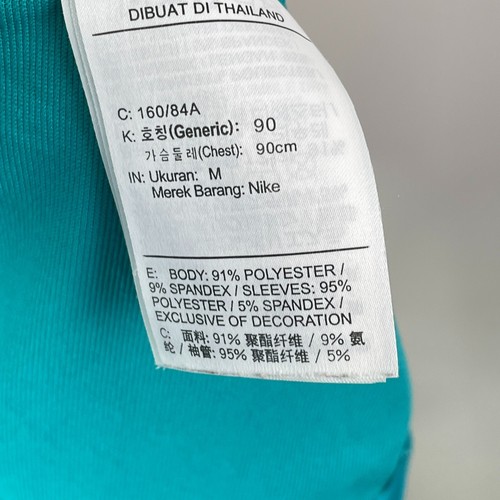 DIBUAT DI THAILAND
C: 160/84A
K: 호칭(Generic): 90
가슴둘레(Chest): 90cm
IN: Ukuran: M
Merek Barang: Nike
E: BODY: 91% POLYESTER /
9% SPANDEX / SLEEVES: 95%
POLYESTER / 5% SPANDEX /
EXCLUSIVE OF DECORATION
C: 面料: 91% 聚酯纤维 / 9% 氨
纶 / 袖管: 95% 聚酯纤维 / 5%